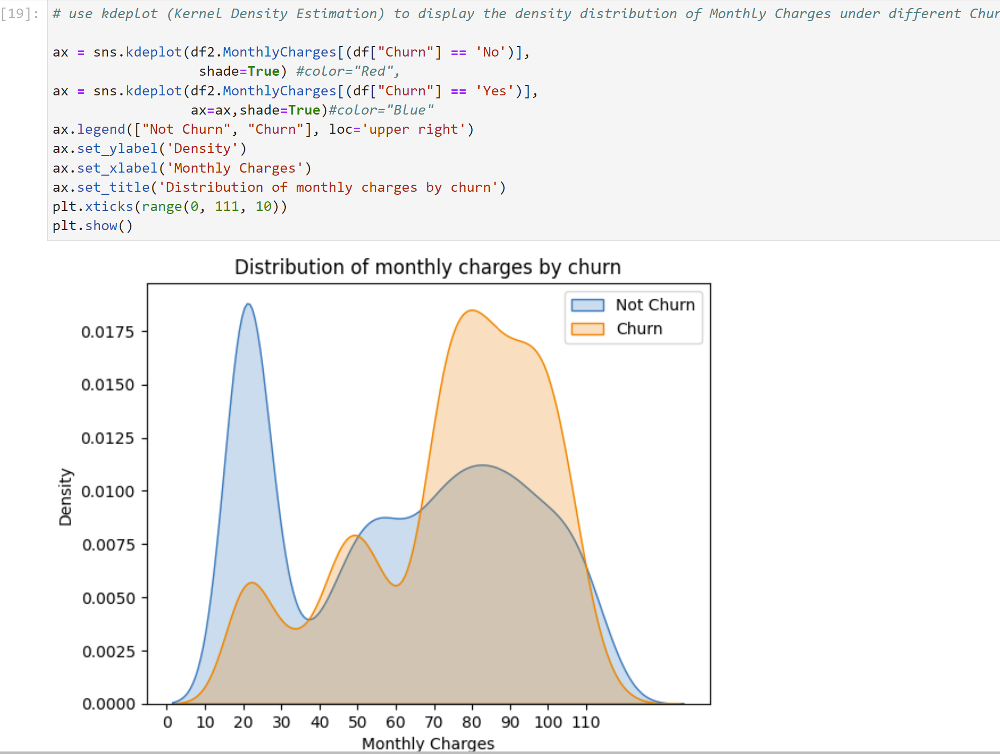 [19]: # use kdeplot (Kernel Density Estimation) to display the density distribution of Monthly Charges under different
ax = sns.kdeplot(df2.MonthlyCharges[(df["Churn"] == 'No')],
shade=True) #color="Red",
ax = sns.kdeplot(df2.MonthlyCharges[(df["Churn"] == 'Yes')],
ax=ax,shade=True)#color="Blue"
ax.legend(["Not Churn", "Churn"], loc='upper right')
ax.set_ylabel('Density')
ax.set_xlabel('Monthly Charges')
ax.set_title('Distribution of monthly charges by churn')
plt.xticks(range(0, 111, 10))
plt.show()
Distribution of monthly charges by churn
Not Churn
Churn
0.0175
0.0150
0.0125
0.0100
0.0075
0.0050
0.0025
0.0000
Density
0 10 20 30 40 50 60 70 80 90 100 110
Monthly Charges